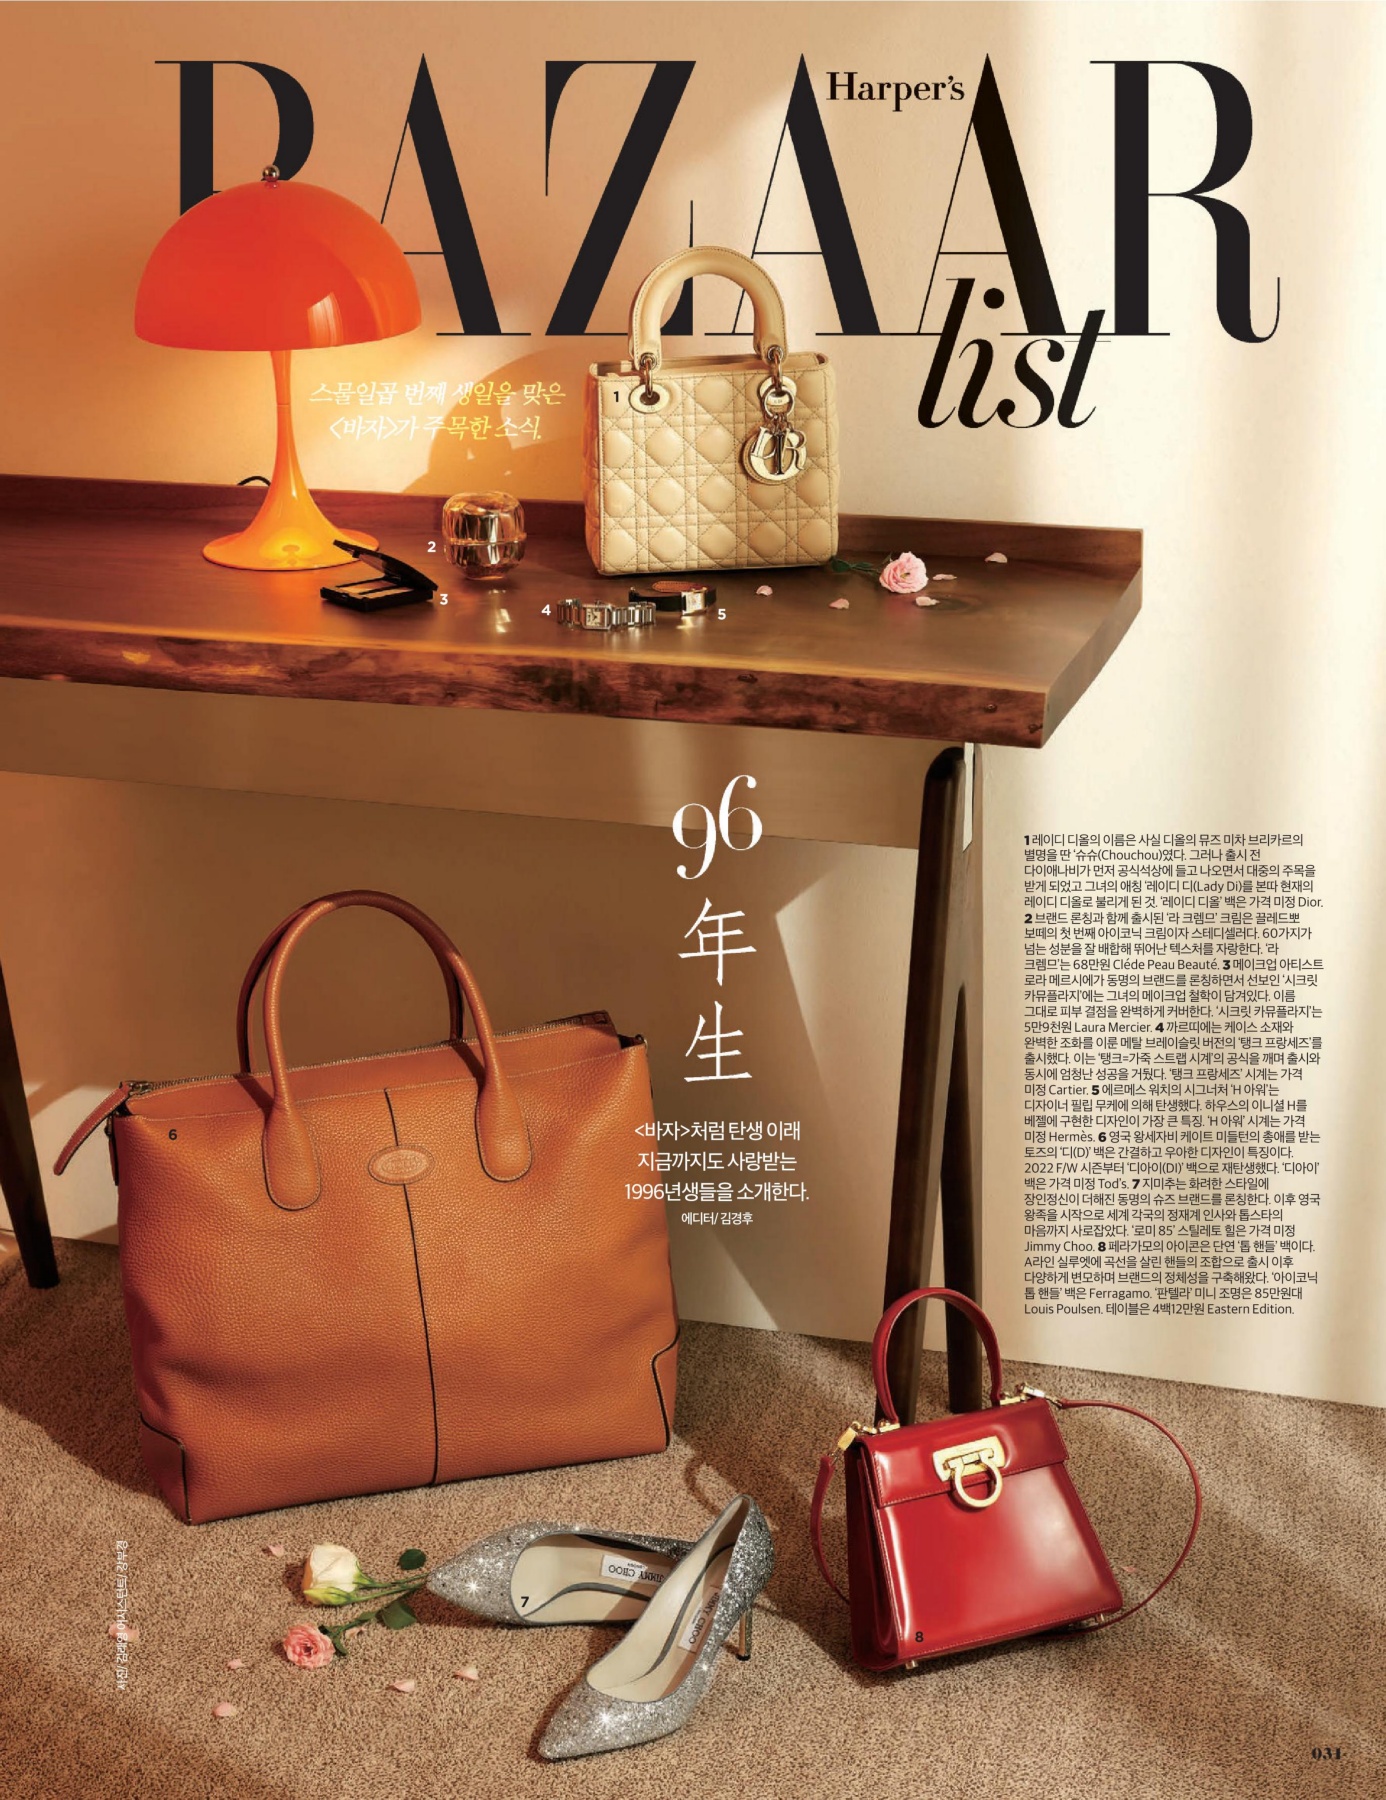 Harper's
BAZAAR
list
스물일곱 번째 생일을 맞은
<바자>가 주목한 소식.
1
2
3
4
5
96
年
生
<바자>처럼 탄생 이래
지금까지도 사랑받는
1996년생들을 소개한다.
에디터/ 김경후
1 레이디 디올의 이름은 사실 디올의 뮤즈 미차 브리카르의
별명을 딴 ‘슈슈(Chouchou)였다. 그러나 출시 전
다이애나비가 먼저 공식석상에 들고 나오면서 대중의 주목을
받게 되었고 그녀의 애칭 ‘레이디 디(Lady Di)를 본따 현재의
레이디 디올로 불리게 된 것. ‘레이디 디올’ 백은 가격 미정 Dior.
2 브랜드 론칭과 함께 출시된 ‘라 크렘므’ 크림은 끌레드뽀
보떼의 첫 번째 아이코닉 크림이자 스테디셀러다. 60가지가
넘는 성분을 잘 배합해 뛰어난 텍스처를 자랑한다. ‘라
크렘므’는 68만원 Cléde Peau Beauté. 3 메이크업 아티스트
로라 메르시에가 동명의 브랜드를 론칭하면서 선보인 ‘시크릿
카뮤플라지’에는 그녀의 메이크업 철학이 담겨있다. 이름
그대로 피부 결점을 완벽하게 커버한다. ‘시크릿 카뮤플라지’는
5만9천원 Laura Mercier. 4 까르띠에는 케이스 소재와
완벽한 조화를 이룬 메탈 브레이슬릿 버전의 ‘탱크 프랑세즈’를
출시했다. 이는 ‘탱크=가죽 스트랩 시계’의 공식을 깨며 출시와
동시에 엄청난 성공을 거뒀다. ‘탱크 프랑세즈’ 시계는 가격
미정 Cartier. 5 에르메스 워치의 시그너처 ‘H 아워’는
디자이너 필립 무케에 의해 탄생했다. 하우스의 이니셜 H를
베젤에 구현한 디자인이 가장 큰 특징. ‘H 아워’ 시계는 가격
미정 Hermès. 6 영국 왕세자비 케이트 미들턴의 총애를 받는
토즈의 ‘디(D)’ 백은 간결하고 우아한 디자인이 특징이다.
2022 F/W 시즌부터 ‘디아이(DI)’ 백으로 재탄생했다. ‘디아이’
백은 가격 미정 Tod's. 7 지미추는 화려한 스타일에
장인정신이 더해진 동명의 슈즈 브랜드를 론칭한다. 이후 영국
왕족을 시작으로 세계 각국의 정재계 인사와 톱스타의
마음까지 사로잡았다. ‘로미 85’ 스틸레토 힐은 가격 미정
Jimmy Choo. 8 페라가모의 아이콘은 단연 ‘톱 핸들’ 백이다.
A라인 실루엣에 곡선을 살린 핸들의 조합으로 출시 이후
다양하게 변모하며 브랜드의 정체성을 구축해왔다. ‘아이코닉
톱 핸들’ 백은 Ferragamo. ‘판텔라’ 미니 조명은 85만원대
Louis Poulsen. 테이블은 4백12만원 Eastern Edition.
6
7
JIMMY CHOO
JIMMY CHOO
8
사진/ 김래영 어시스턴트/ 강부경
031